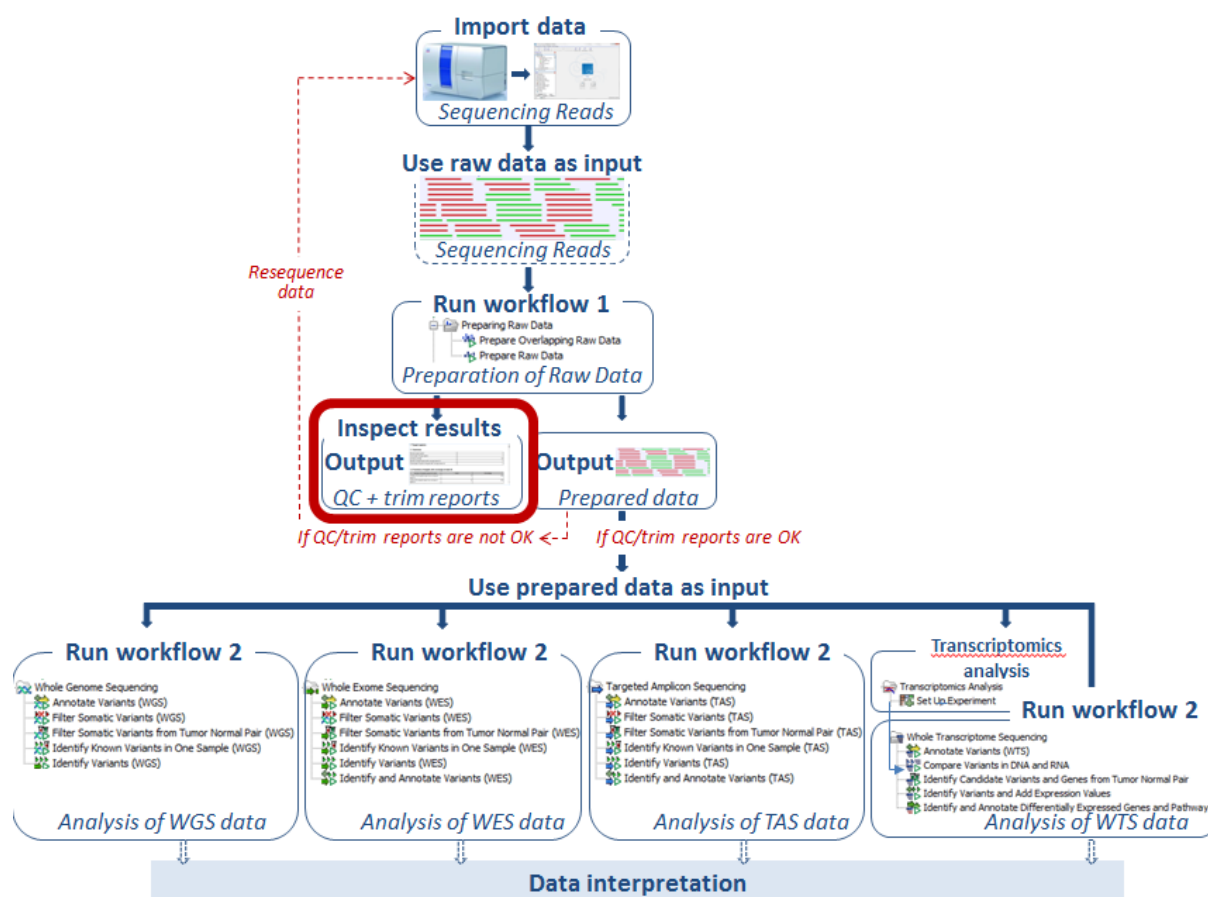 Import data
Sequencing Reads
Use raw data as input
Sequencing Reads
Resequence
data
Run workflow 1
Preparing Raw Data
Prepare Overlapping Raw Data
Prepare Raw Data
Preparation of Raw Data
Inspect results
Output
QC + trim reports
Output
Prepared data
If QC/trim reports are not OK
If QC/trim reports are OK
Use prepared data as input
Run workflow 2
Whole Genome Sequencing
Annotate Variants (WGS)
Filter Somatic Variants (WGS)
Filter Somatic Variants from Tumor Normal Pair (WGS)
Identify Known Variants in One Sample (WGS)
Identify Variants (WGS)
Analysis of WGS data
Run workflow 2
Whole Exome Sequencing
Annotate Variants (WES)
Filter Somatic Variants (WES)
Filter Somatic Variants from Tumor Normal Pair (WES)
Identify Known Variants in One Sample (WES)
Identify Variants (WES)
Identify and Annotate Variants (WES)
Analysis of WES data
Run workflow 2
Targeted Amplicon Sequencing
Annotate Variants (TAS)
Filter Somatic Variants (TAS)
Filter Somatic Variants from Tumor Normal Pair (TAS)
Identify Known Variants in One Sample (TAS)
Identify Variants (TAS)
Identify and Annotate Variants (TAS)
Analysis of TAS data
Transcriptomics
analysis
Transcriptomics Analysis
Set Up Experiment
Run workflow 2
Whole Transcriptome Sequencing
Annotate Variants (WTS)
Compare Variants in DNA and RNA
Identify Candidate Variants and Genes from Tumor Normal Pair
Identify Variants and Add Expression Values
Identify and Annotate Differentially Expressed Genes and Pathway
Analysis of WTS data
Data interpretation